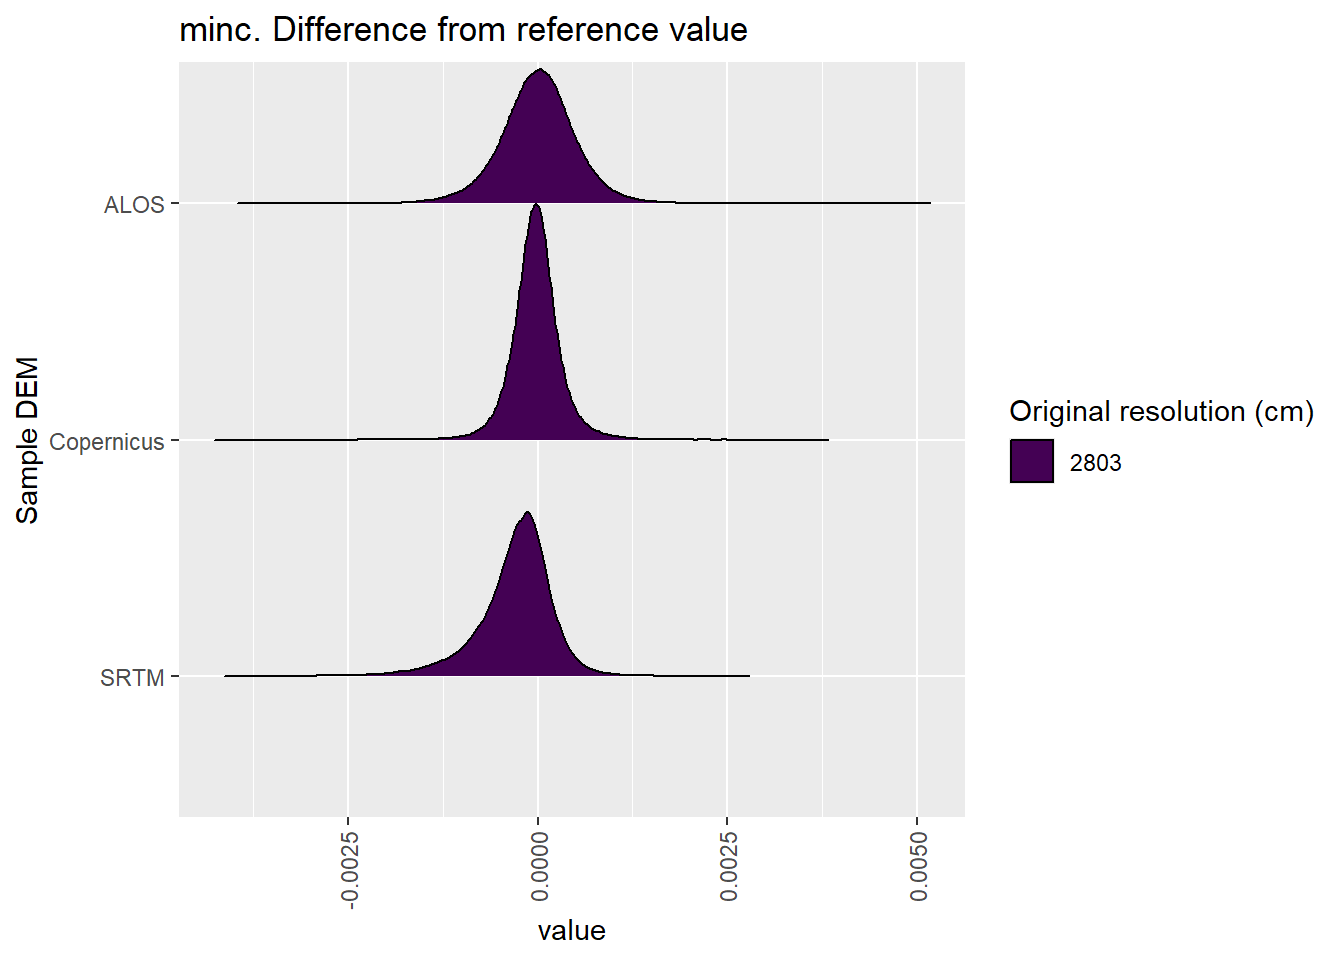 minc. Difference from reference value
ALOS
Copernicus
SRTM
Sample DEM
-0.0025
0.0000
0.0025
0.0050
value
Original resolution (cm)
2803